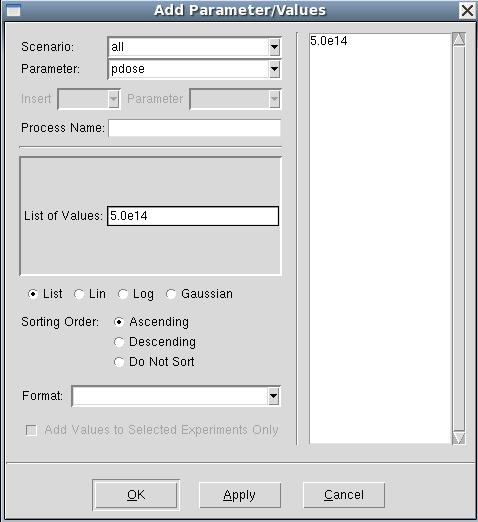 Add Parameter/Values
Scenario: all
Parameter: pdose
Insert Parameter
Process Name:
List of Values: 5.0e14
List Lin Log Gaussian
Sorting Order: Ascending
Descending
Do Not Sort
Format:
Add Values to Selected Experiments Only
5.0e14
OK Apply Cancel